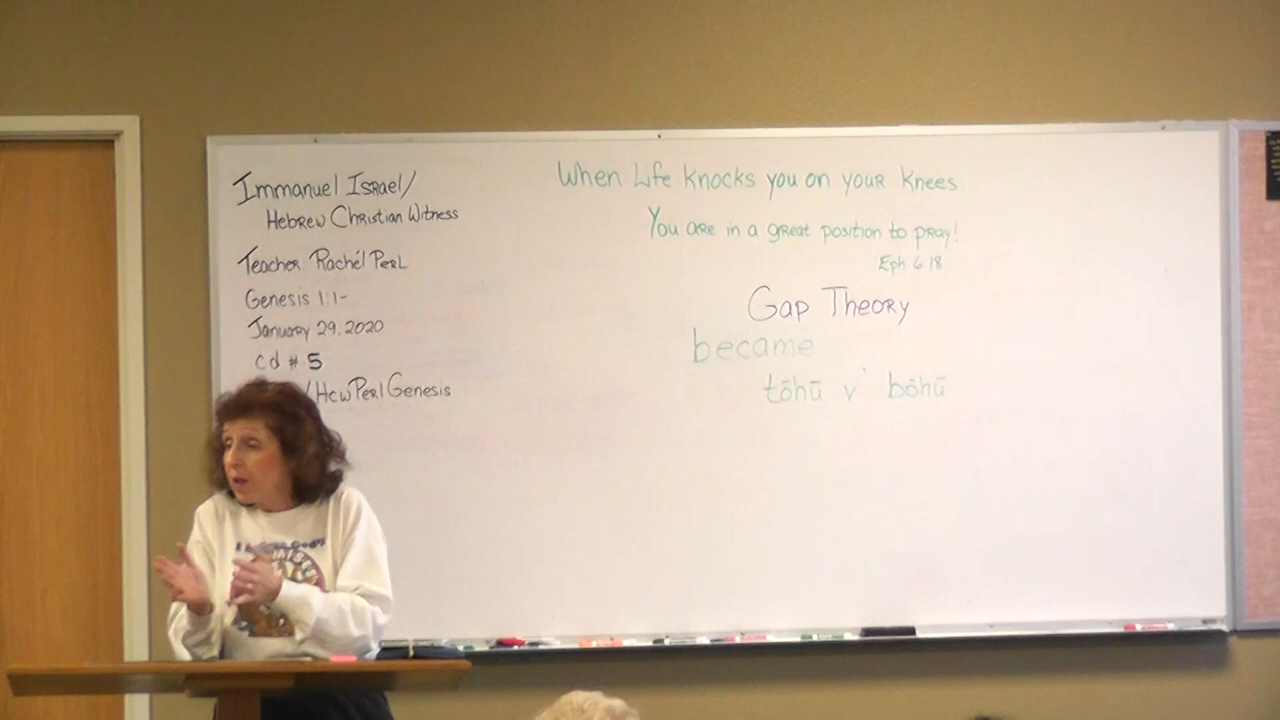 Immanuel Israel/
Hebrew Christian Witness
Teacher: Rachél Perl
Genesis 1:1-
January 29, 2020
Cd # 5
/HcwPerlGenesis
When Life Knocks you on your Knees
You are in a great position to pray!
Eph. 6 18
Gap Theory
became
tōhū v' bōhū